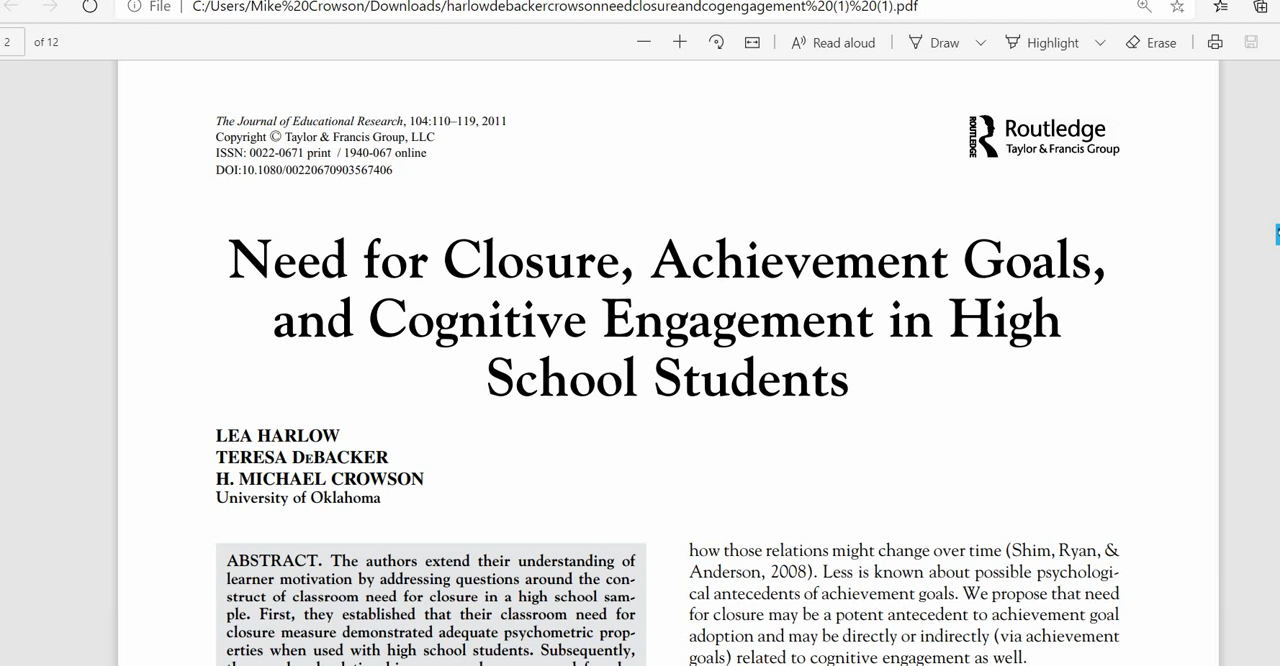 File | C:/Users/Mike%20Crowson/Downloads/harlowdebackercrowsonneedclosureandcogengagement%20(1)%20(1).pdf
2 of 12
Read aloud Draw Highlight Erase
The Journal of Educational Research, 104:110–119, 2011
Copyright © Taylor & Francis Group, LLC
ISSN: 0022-0671 print / 1940-067 online
DOI:10.1080/00220670903567406
ROUTLEDGE
Routledge
Taylor & Francis Group
Need for Closure, Achievement Goals,
and Cognitive Engagement in High
School Students
LEA HARLOW
TERESA DEBACKER
H. MICHAEL CROWSON
University of Oklahoma
ABSTRACT. The authors extend their understanding of
learner motivation by addressing questions around the con-
struct of classroom need for closure in a high school sam-
ple. First, they established that their classroom need for
closure measure demonstrated adequate psychometric prop-
erties when used with high school students. Subsequently,
how those relations might change over time (Shim, Ryan, &
Anderson, 2008). Less is known about possible psychologi-
cal antecedents of achievement goals. We propose that need
for closure may be a potent antecedent to achievement goal
adoption and may be directly or indirectly (via achievement
goals) related to cognitive engagement as well.